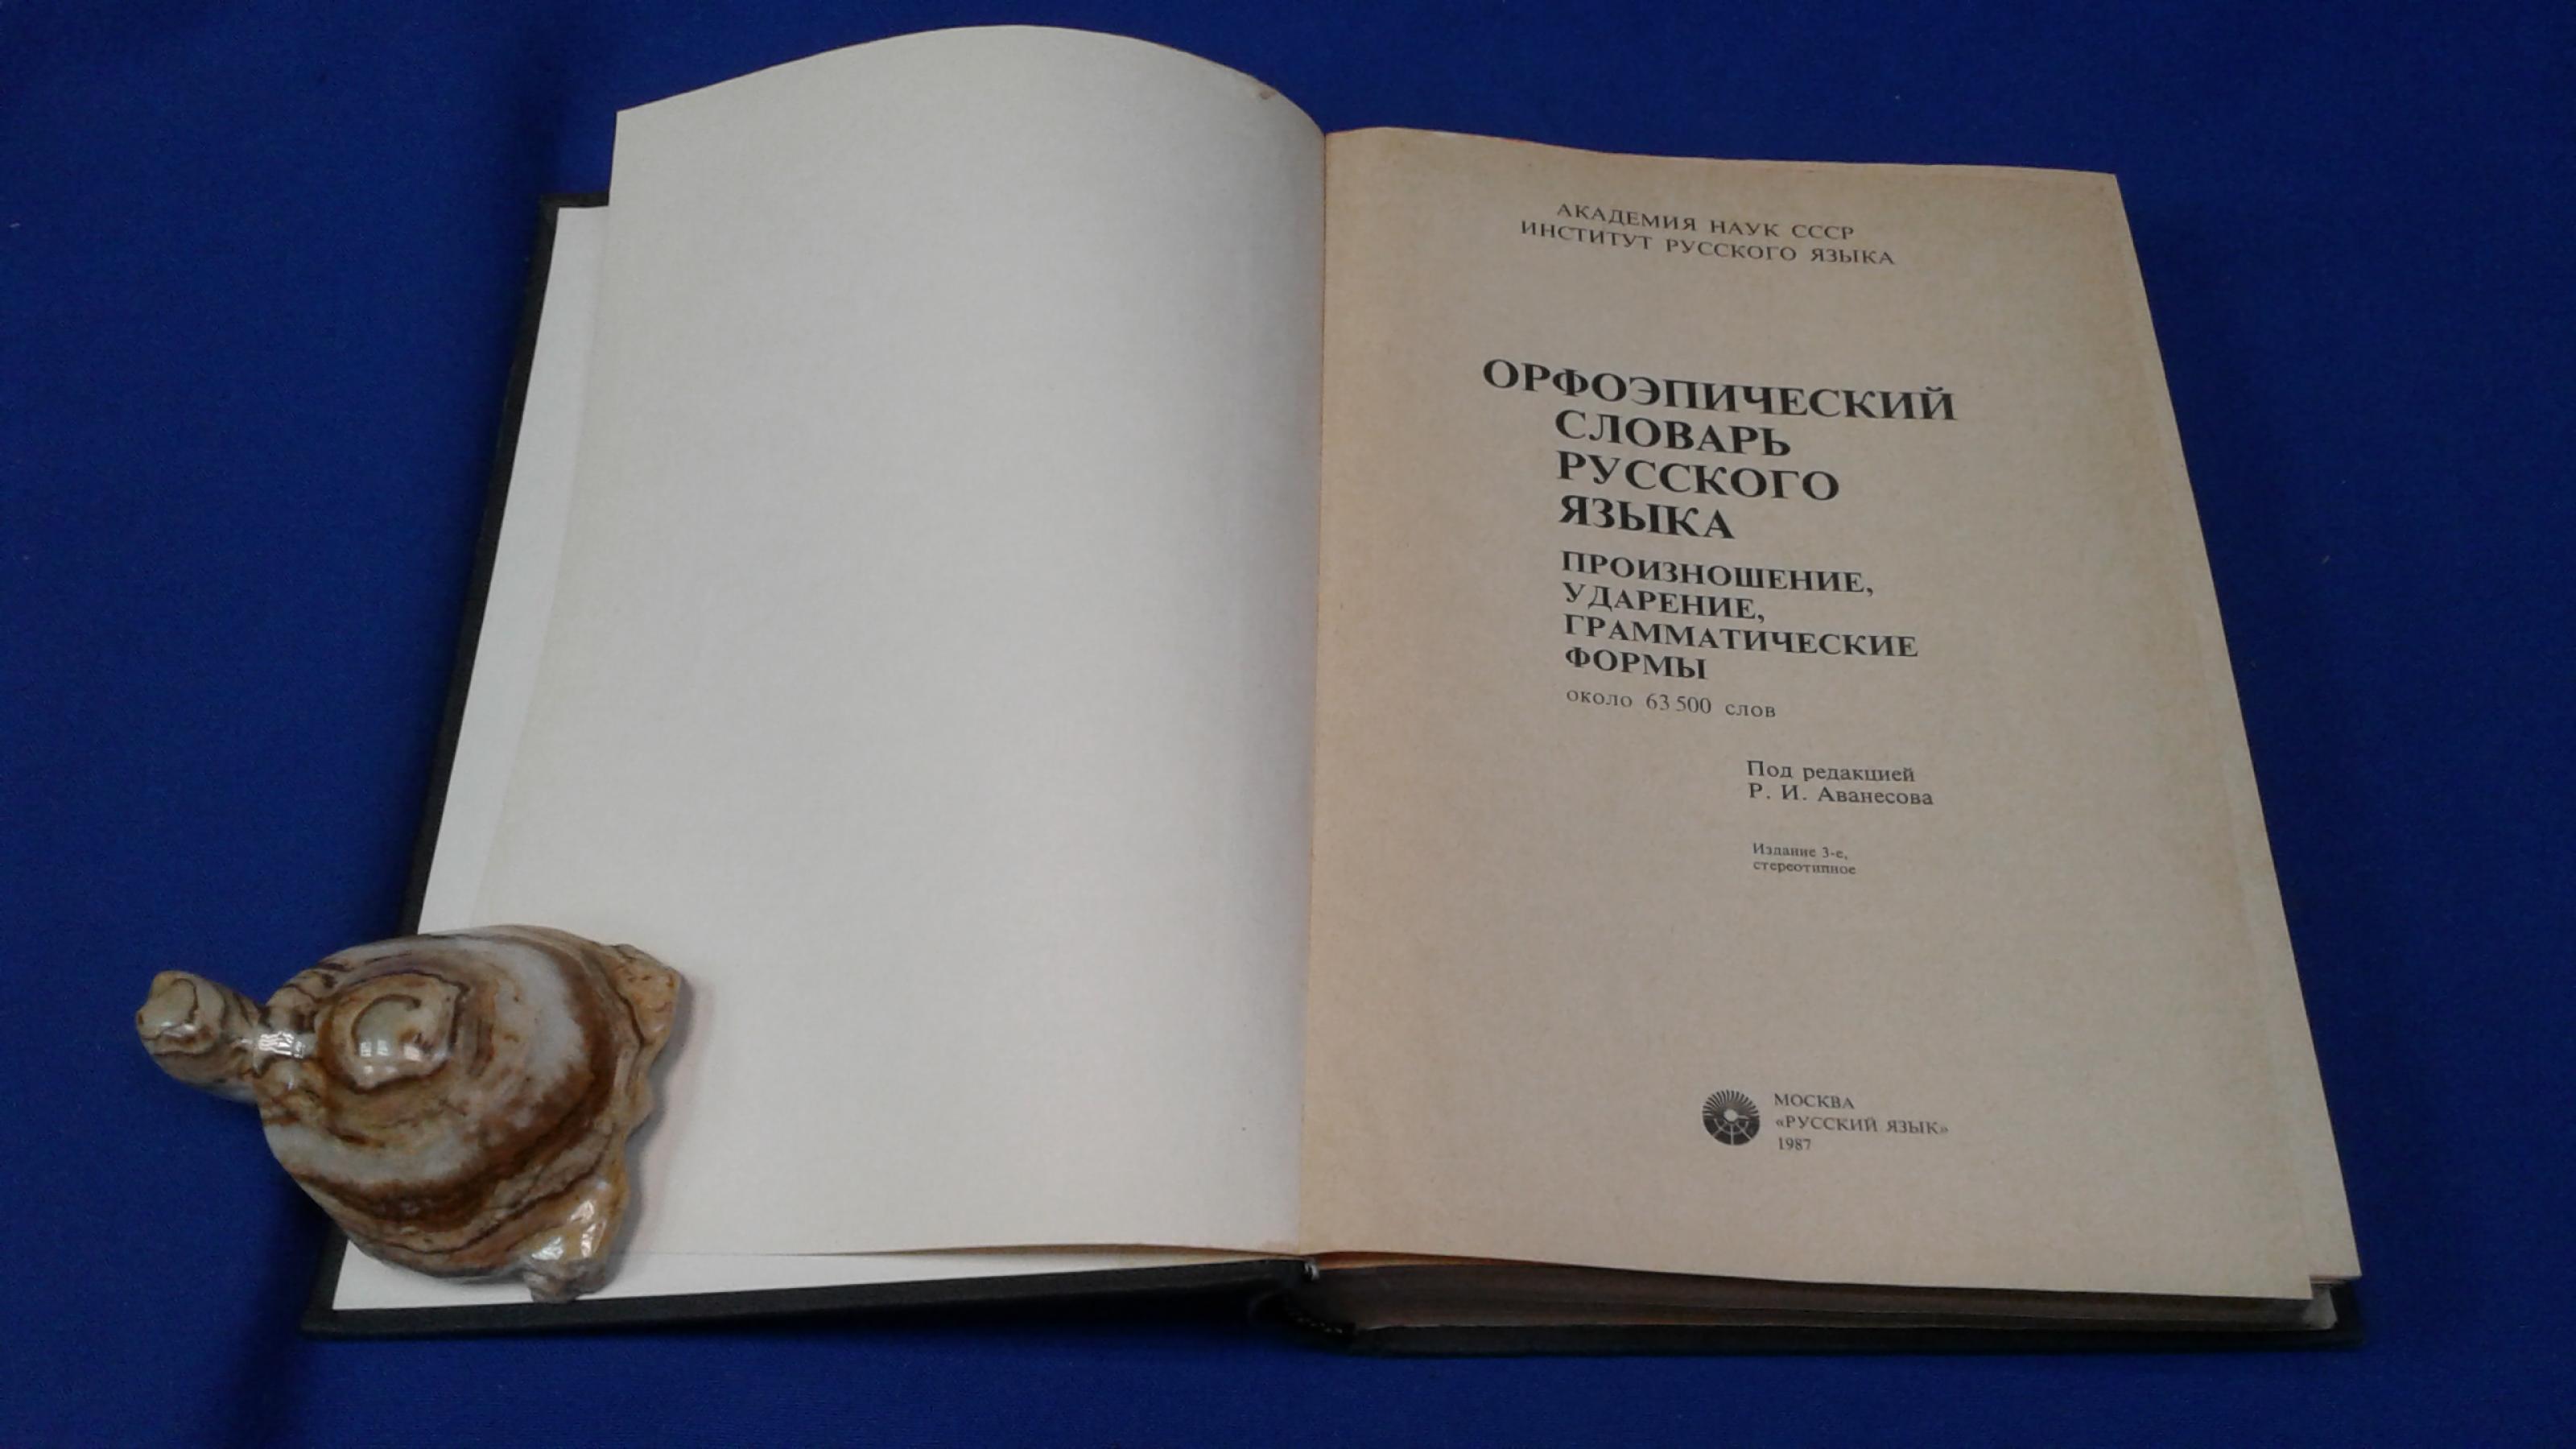 АКАДЕМИЯ НАУК СССР
ИНСТИТУТ РУССКОГО ЯЗЫКА
ОРФОЭПИЧЕСКИЙ
СЛОВАРЬ
РУССКОГО
ЯЗЫКА
ПРОИЗНОШЕНИЕ,
УДАРЕНИЕ,
ГРАММАТИЧЕСКИЕ
ФОРМЫ
около 63 500 слов
Под редакцией
Р. И. Аванесова
Издание 3-е,
стереотипное
МОСКВА
«РУССКИЙ ЯЗЫК»
1987